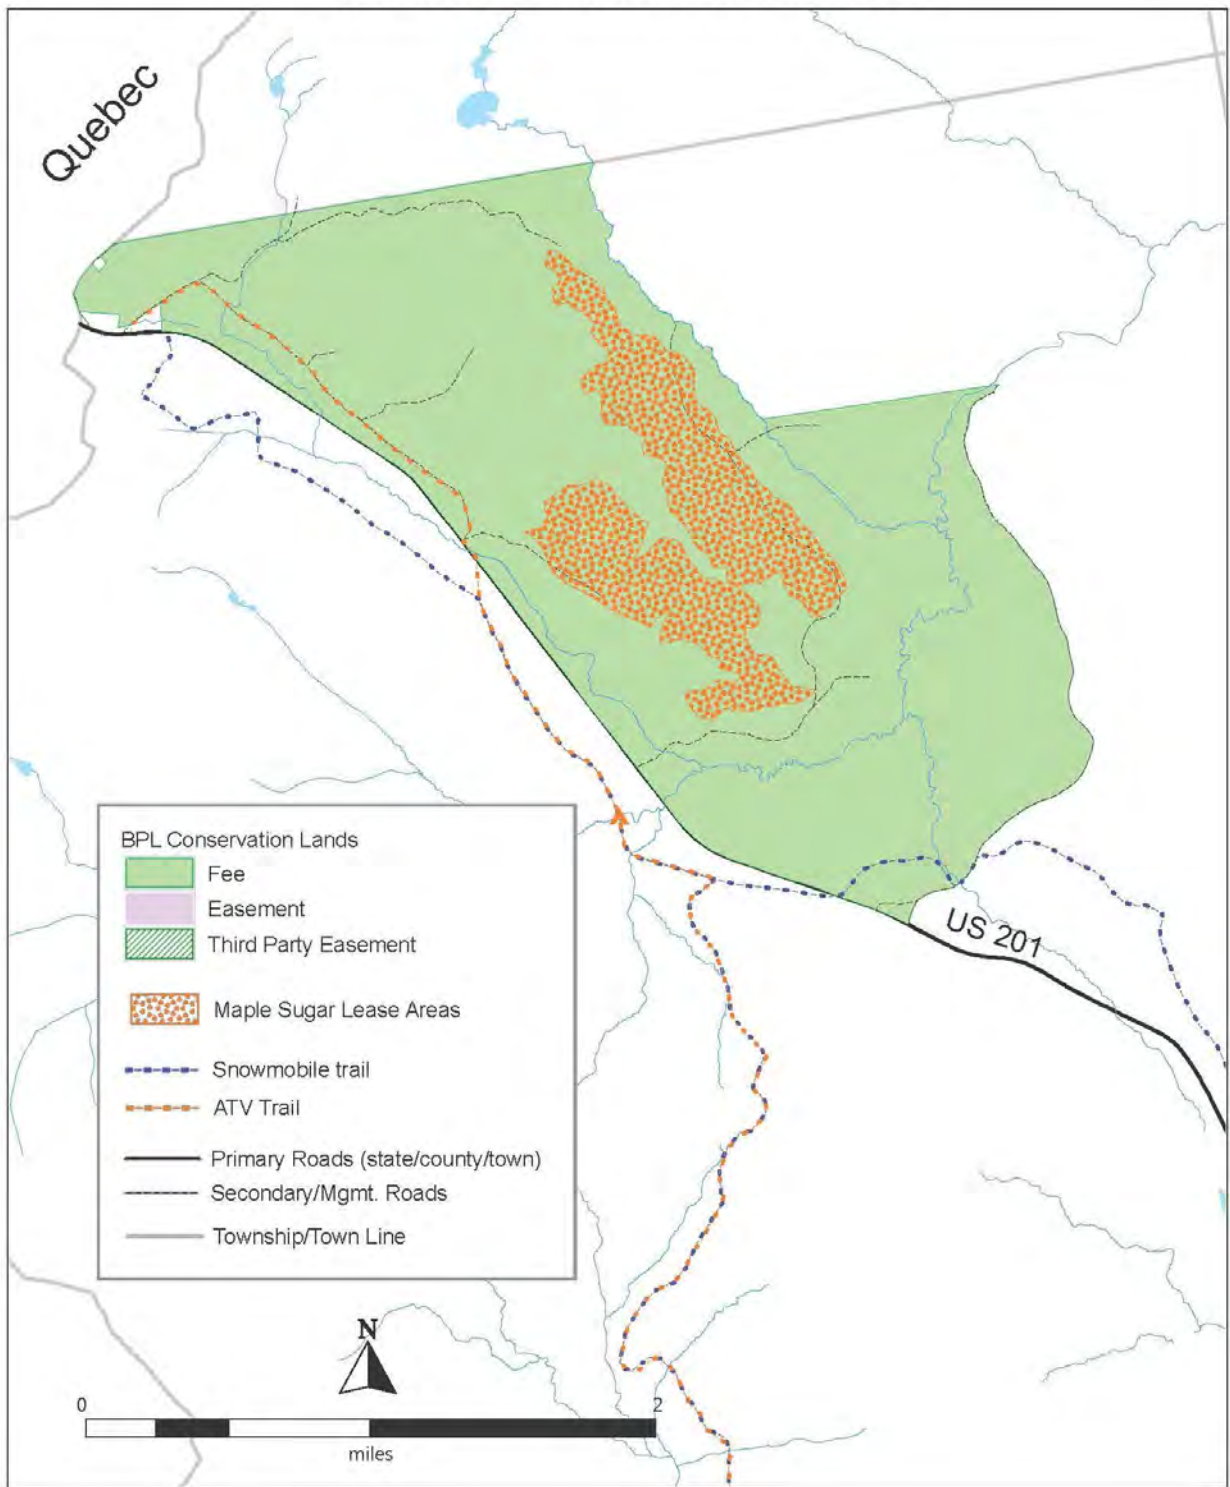 Quebec
US 201
BPL Conservation Lands
Fee
Easement
Third Party Easement
Maple Sugar Lease Areas
Snowmobile trail
ATV Trail
Primary Roads (state/county/town)
Secondary/Mgmt. Roads
Township/Town Line
N
0 2
miles